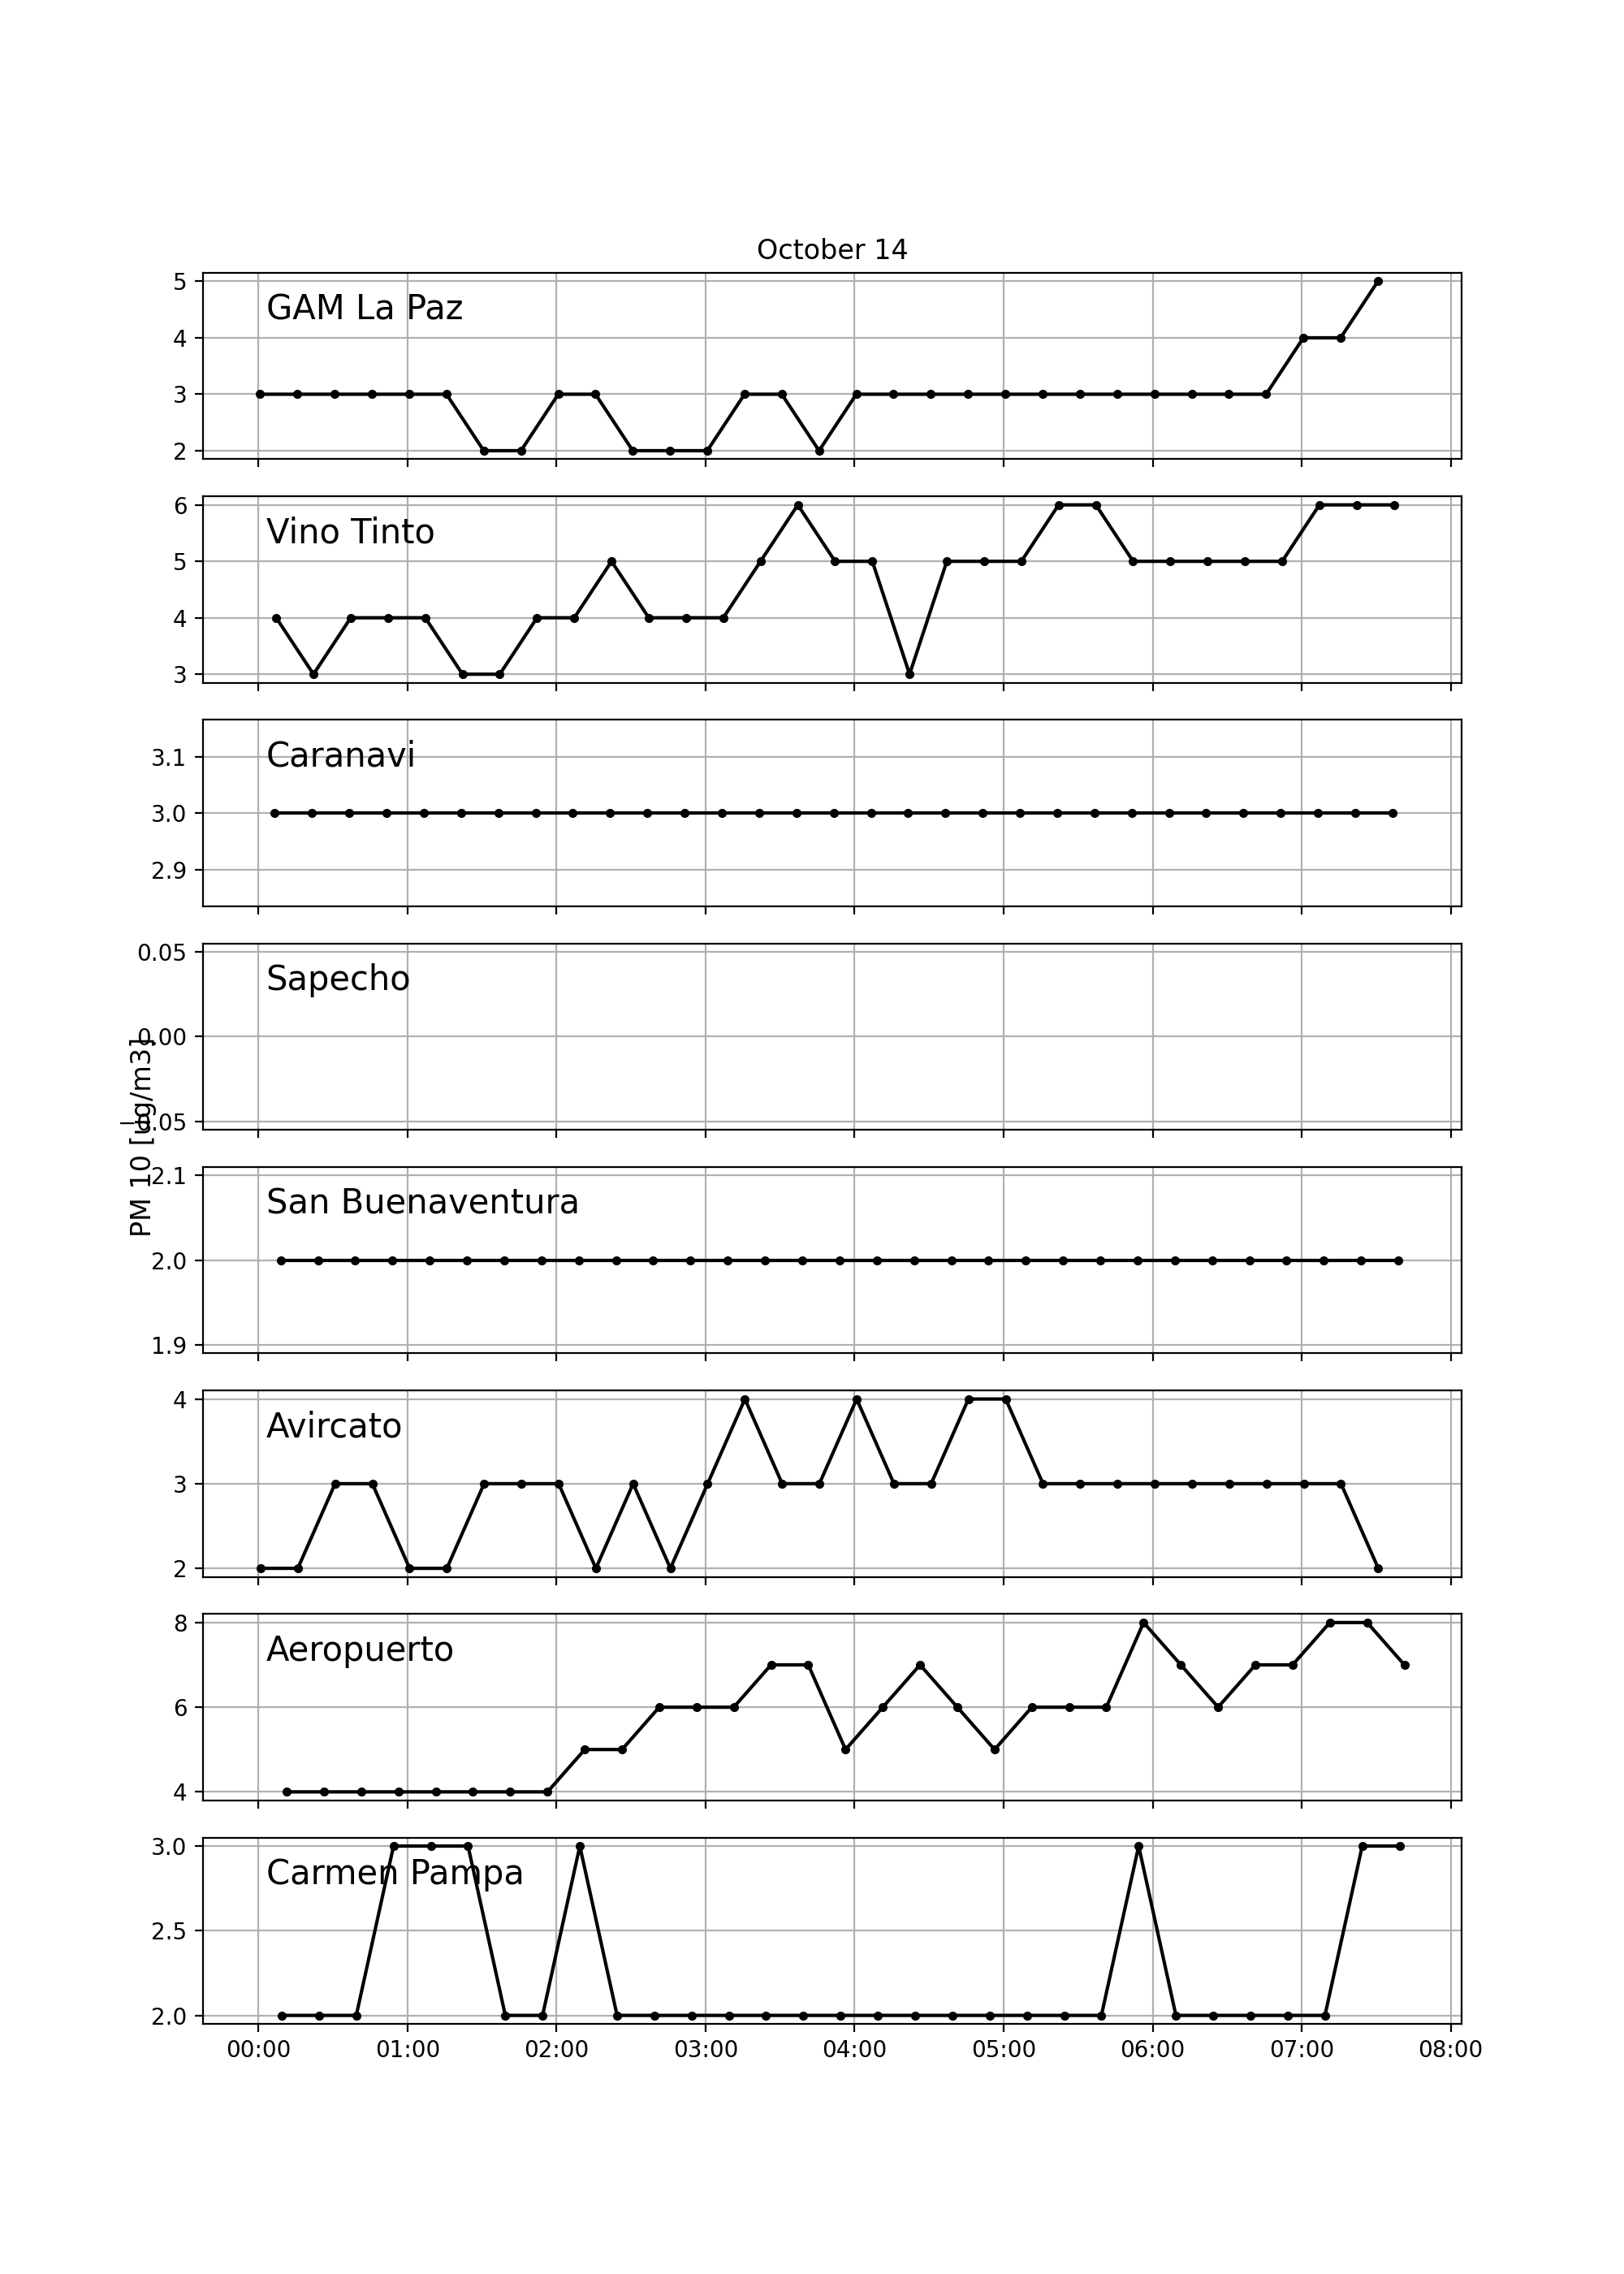 October 14
5
GAM La Paz
4
3
2
6
Vino Tinto
5
4
3
Caranavi
3.1
3.0
2.9
0.05
Sapecho
0.00
PM 10 [ug/m3]
−0.05
2.1
San Buenaventura
2.0
1.9
4
Avircato
3
2
8
Aeropuerto
6
4
3.0
Carmen Pampa
2.5
2.0
00:00 01:00 02:00 03:00 04:00 05:00 06:00 07:00 08:00